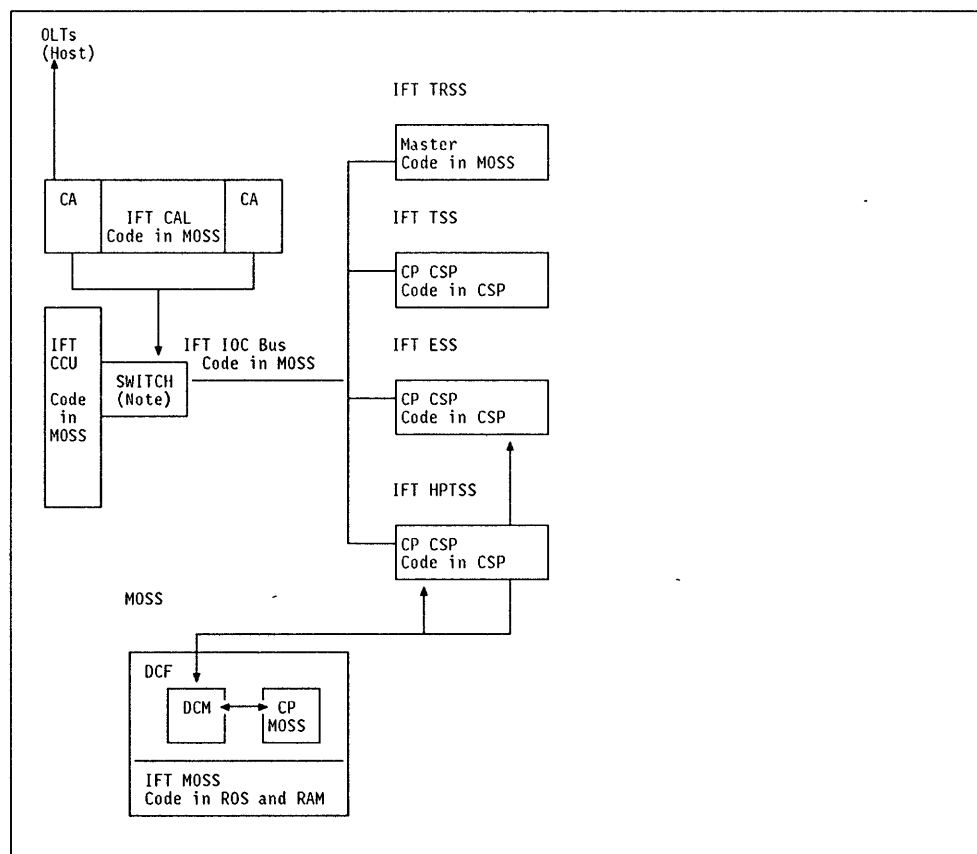 OLTs
(Host)
IFT TRSS
Master
Code in MOSS
CA
IFT CAL
Code in MOSS
CA
IFT TSS
CP CSP
Code in CSP
IFT
CCU
Code
in
MOSS
SWITCH
(Note)
IFT IOC Bus
Code in MOSS
IFT ESS
CP CSP
Code in CSP
IFT HPTSS
CP CSP
Code in CSP
MOSS
DCF
DCM
CP
MOSS
IFT MOSS
Code in ROS and RAM